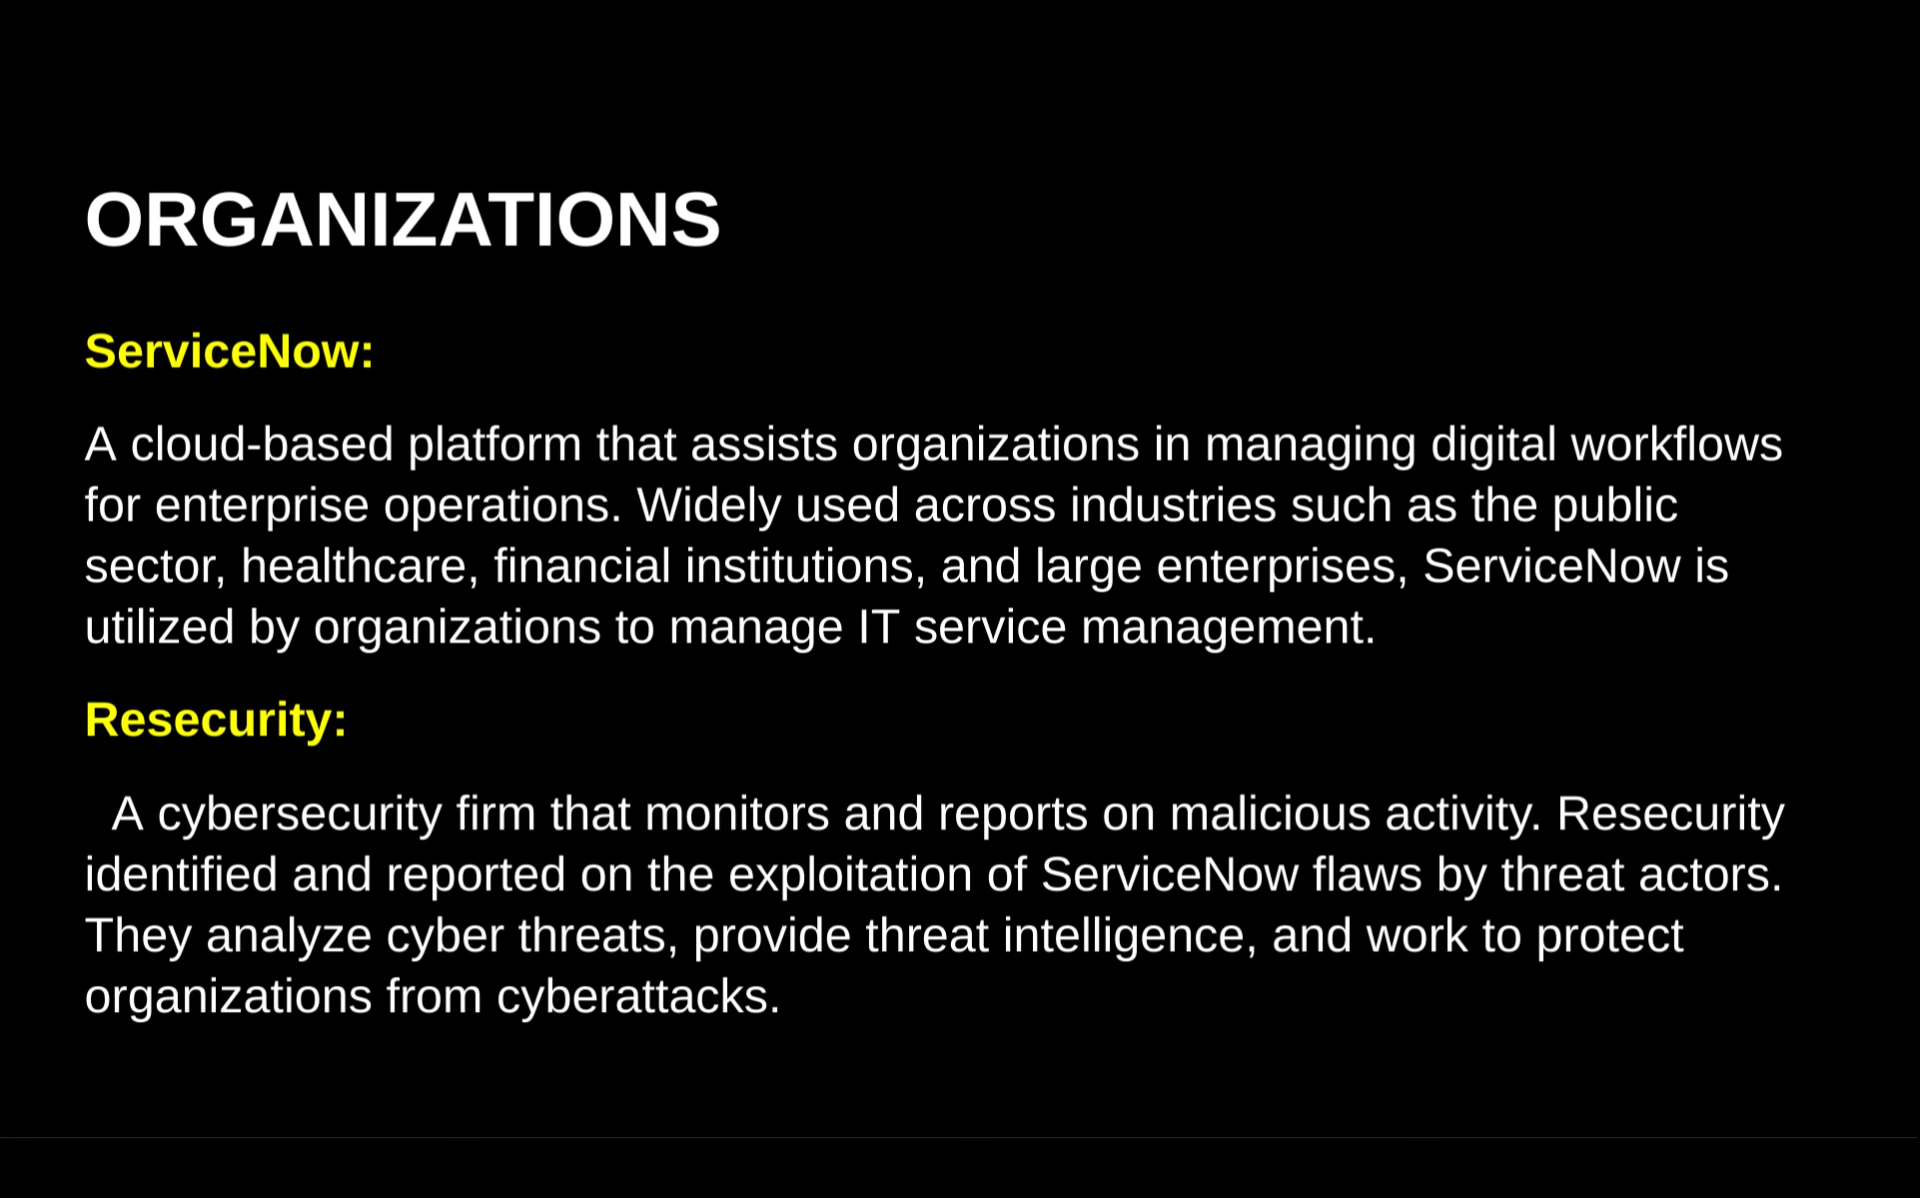 ORGANIZATIONS
ServiceNow:
A cloud-based platform that assists organizations in managing digital workflows
for enterprise operations. Widely used across industries such as the public
sector, healthcare, financial institutions, and large enterprises, ServiceNow is
utilized by organizations to manage IT service management.
Resecurity:
A cybersecurity firm that monitors and reports on malicious activity. Resecurity
identified and reported on the exploitation of ServiceNow flaws by threat actors.
They analyze cyber threats, provide threat intelligence, and work to protect
organizations from cyberattacks.